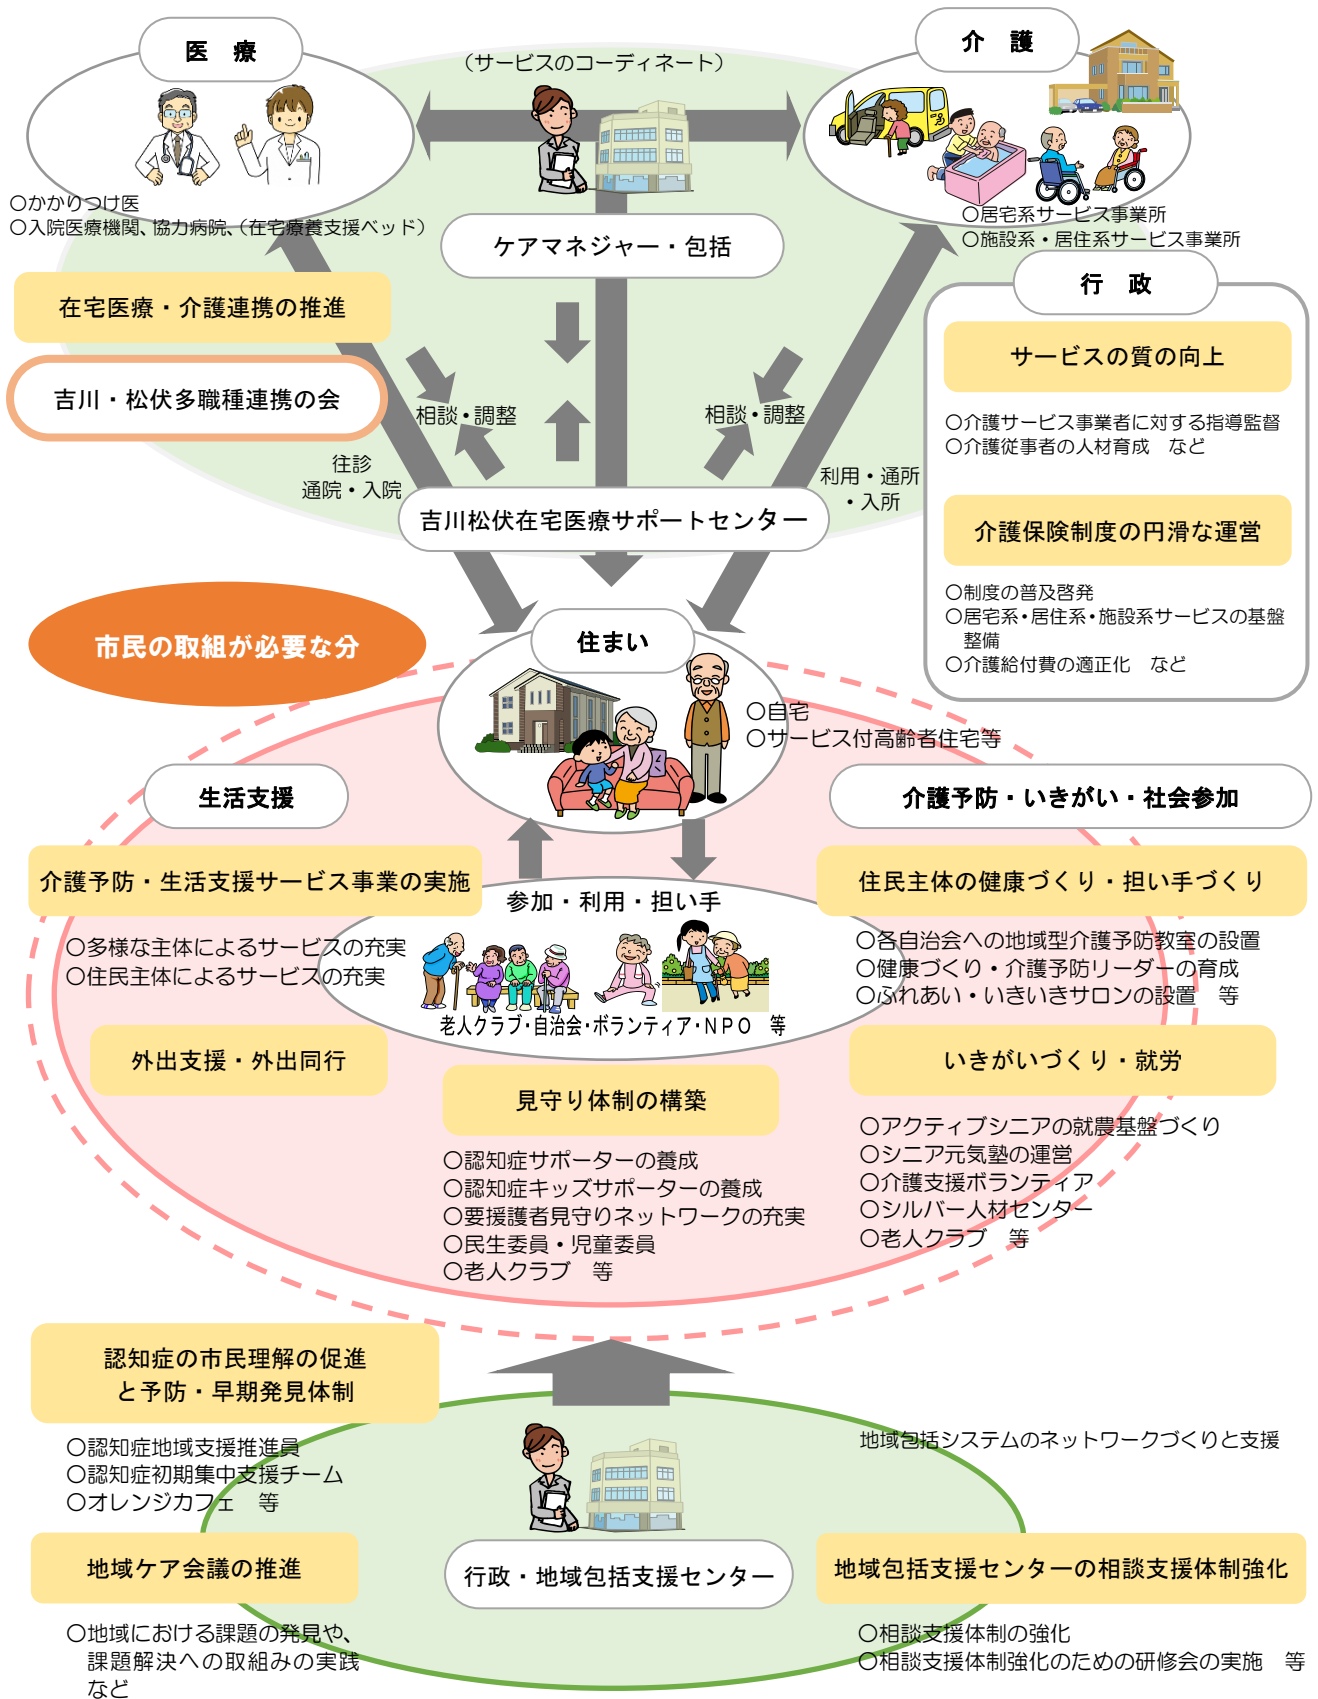 医　療
（サービスのコーディネート）
介　護
〇かかりつけ医
〇入院医療機関、協力病院、（在宅療養支援ベッド）
ケアマネジャー・包括
〇居宅系サービス事業所
〇施設系・居住系サービス事業所
在宅医療・介護連携の推進
吉川・松伏多職種連携の会
行　政
サービスの質の向上
〇介護サービス事業者に対する指導監督
〇介護従事者の人材育成　など
介護保険制度の円滑な運営
〇制度の普及啓発
〇居宅系・居住系・施設系サービスの基盤
整備
〇介護給付費の適正化　など
相談・調整
相談・調整
往診
通院・入院
利用・通所
・入所
吉川松伏在宅医療サポートセンター
市民の取組が必要な分
住まい
〇自宅
〇サービス付高齢者住宅等
生活支援
介護予防・生活支援サービス事業の実施
〇多様な主体によるサービスの充実
〇住民主体によるサービスの充実
外出支援・外出同行
参加・利用・担い手
老人クラブ・自治会・ボランティア・ＮＰＯ　等
見守り体制の構築
〇認知症サポーターの養成
〇認知症キッズサポーターの養成
〇要援護者見守りネットワークの充実
〇民生委員・児童委員
〇老人クラブ　等
介護予防・いきがい・社会参加
住民主体の健康づくり・担い手づくり
〇各自治会への地域型介護予防教室の設置
〇健康づくり・介護予防リーダーの育成
〇ふれあい・いきいきサロンの設置　等
いきがいづくり・就労
〇アクティブシニアの就農基盤づくり
〇シニア元気塾の運営
〇介護支援ボランティア
〇シルバー人材センター
〇老人クラブ　等
認知症の市民理解の促進
と予防・早期発見体制
〇認知症地域支援推進員
〇認知症初期集中支援チーム
〇オレンジカフェ　等
地域ケア会議の推進
〇地域における課題の発見や、
課題解決への取組みの実践
など
行政・地域包括支援センター
地域包括システムのネットワークづくりと支援
地域包括支援センターの相談支援体制強化
〇相談支援体制の強化
〇相談支援体制強化のための研修会の実施　等